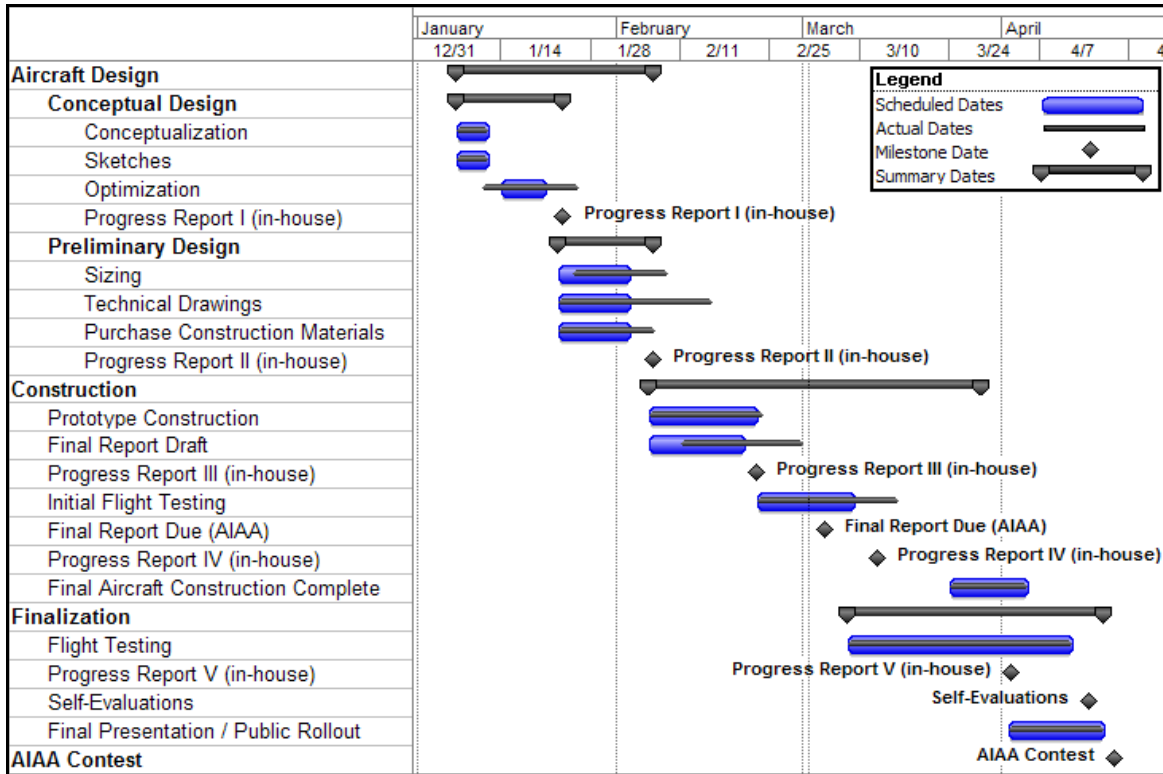 January February March April
12/31 1/14 1/28 2/11 2/25 3/10 3/24 4/7 4
Aircraft Design
Legend
Scheduled Dates
Actual Dates
Milestone Date
Summary Dates
Conceptual Design
Conceptualization
Sketches
Optimization
Progress Report I (in-house) Progress Report I (in-house)
Preliminary Design
Sizing
Technical Drawings
Purchase Construction Materials
Progress Report II (in-house) Progress Report II (in-house)
Construction
Prototype Construction
Final Report Draft
Progress Report III (in-house) Progress Report III (in-house)
Initial Flight Testing
Final Report Due (AIAA) Final Report Due (AIAA)
Progress Report IV (in-house) Progress Report IV (in-house)
Final Aircraft Construction Complete
Finalization
Flight Testing
Progress Report V (in-house) Progress Report V (in-house)
Self-Evaluations Self-Evaluations
Final Presentation / Public Rollout
AIAA Contest AIAA Contest